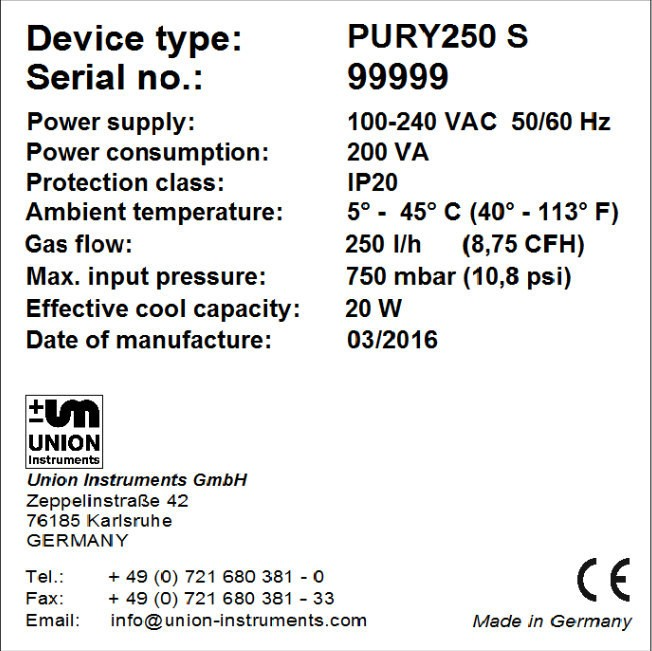 Device type: PURY250 S
Serial no.: 99999
Power supply: 100-240 VAC 50/60 Hz
Power consumption: 200 VA
Protection class: IP20
Ambient temperature: 5° - 45° C (40° - 113° F)
Gas flow: 250 l/h (8,75 CFH)
Max. input pressure: 750 mbar (10,8 psi)
Effective cool capacity: 20 W
Date of manufacture: 03/2016
±um
UNION
Instruments
Union Instruments GmbH
Zeppelinstraße 42
76185 Karlsruhe
GERMANY
Tel.: + 49 (0) 721 680 381 - 0
Fax: + 49 (0) 721 680 381 - 33
Email: info@union-instruments.com
CE
Made in Germany